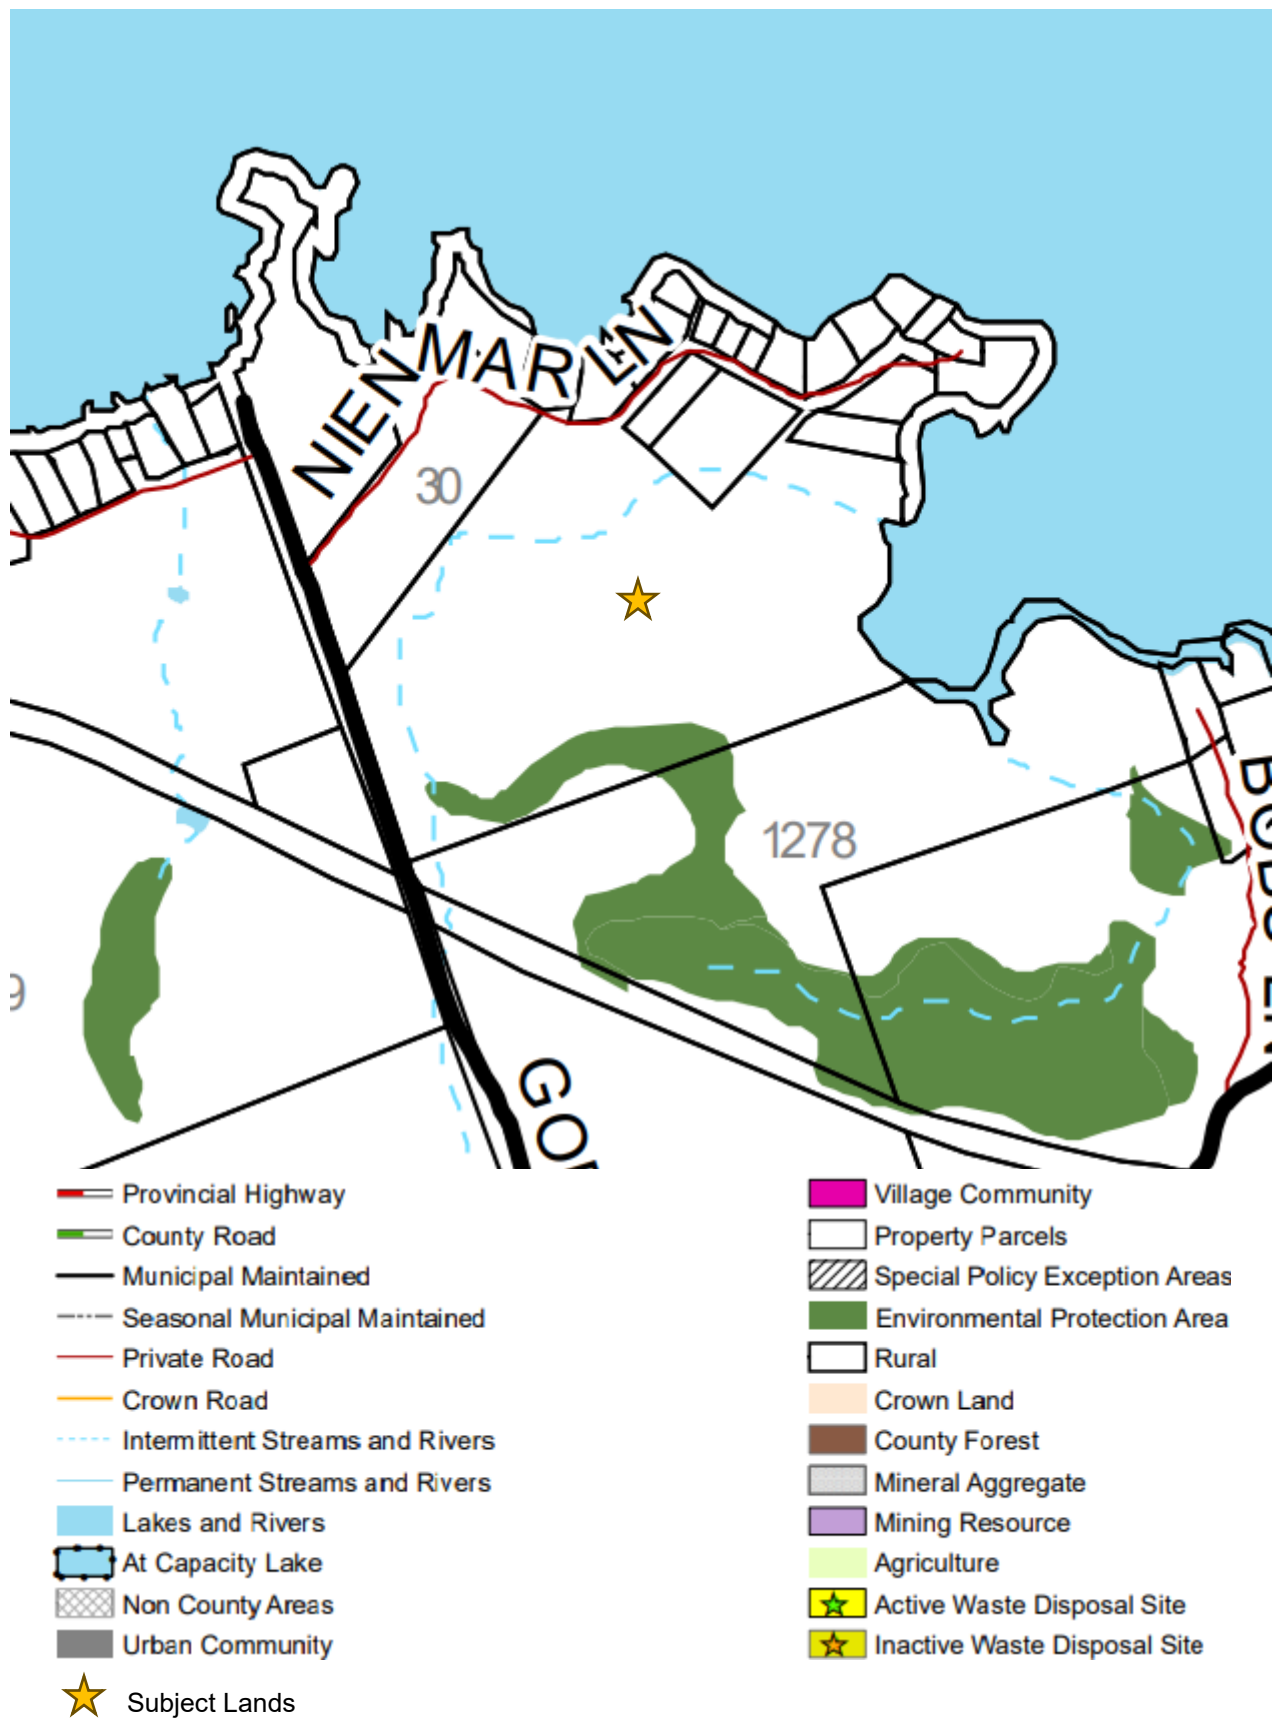 NIEN MARLIN
30
1278
9
Provincial Highway
County Road
Municipal Maintained
Seasonal Municipal Maintained
Private Road
Crown Road
Intermittent Streams and Rivers
Permanent Streams and Rivers
Lakes and Rivers
At Capacity Lake
Non County Areas
Urban Community
Subject Lands
Village Community
Property Parcels
Special Policy Exception Areas
Environmental Protection Area
Rural
Crown Land
County Forest
Mineral Aggregate
Mining Resource
Agriculture
Active Waste Disposal Site
Inactive Waste Disposal Site